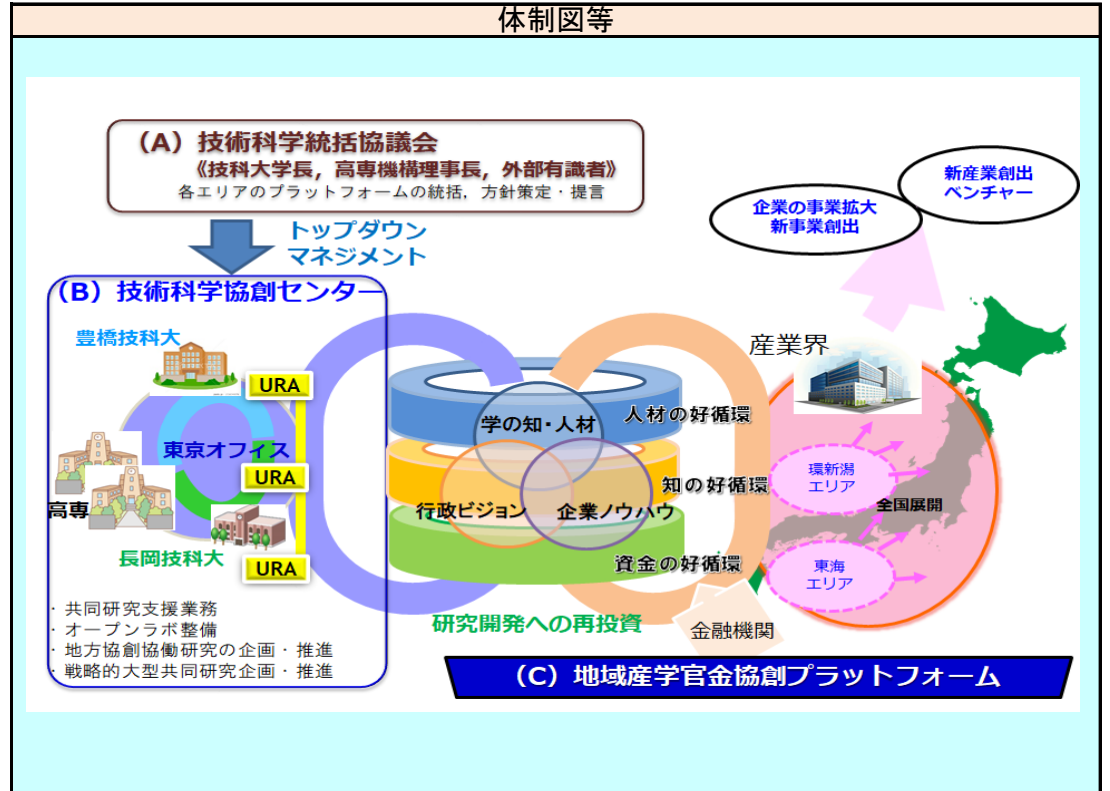 体制図等
（A）技術科学統括協議会
《技科大学長，高専機構理事長，外部有識者》
各エリアのプラットフォームの統括，方針策定・提言
トップダウン
マネジメント
（B）技術科学協創センター
豊橋技科大
URA
東京オフィス
URA
高専
長岡技科大
URA
・共同研究支援業務
・オープンラボ整備
・地方協創協働研究の企画・推進
・戦略的大型共同研究企画・推進
学の知・人材
行政ビジョン
企業ノウハウ
人材の好循環
知の好循環
資金の好循環
研究開発への再投資
金融機関
新産業創出
ベンチャー
企業の事業拡大
新事業創出
産業界
環新潟
エリア
全国展開
東海
エリア
（C）地域産学官金協創プラットフォーム